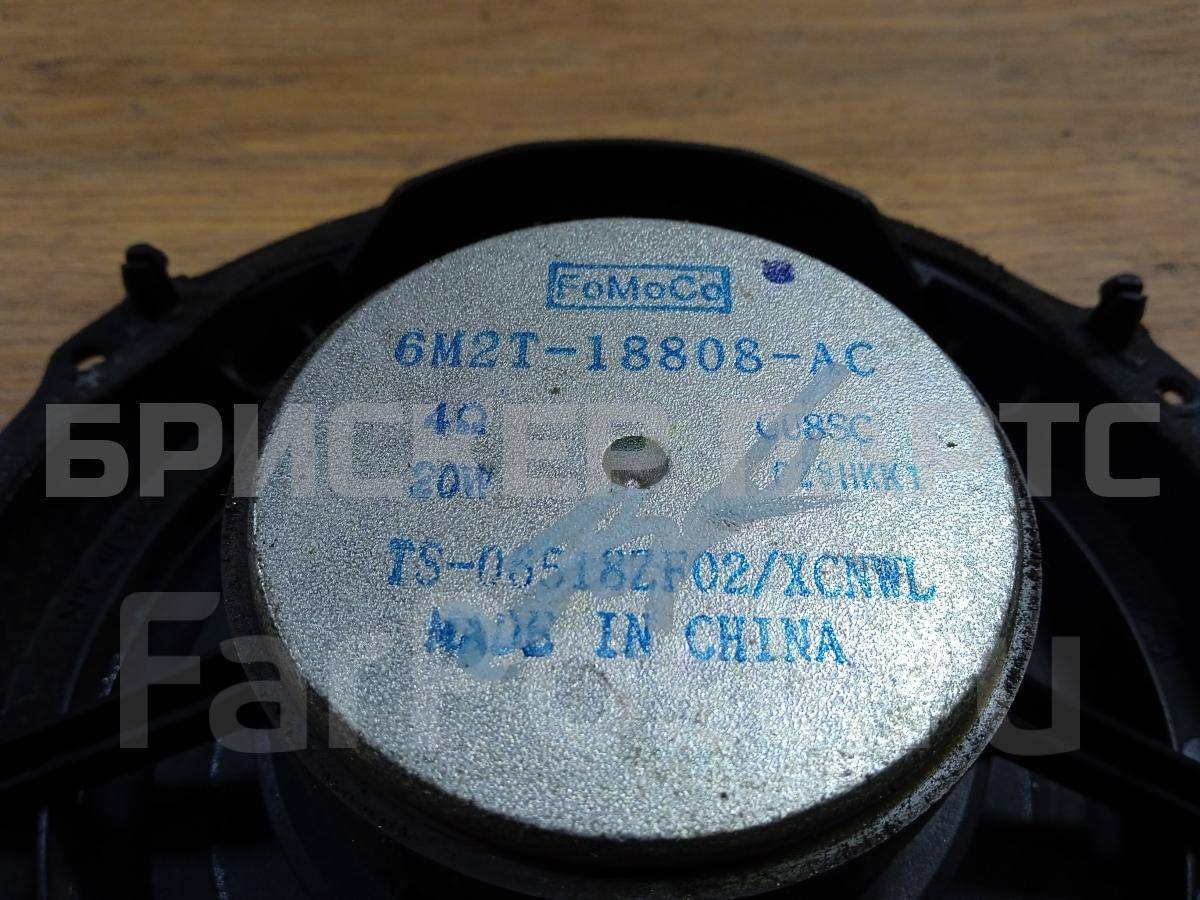 FoMoCo
6M2T-18808-AC
4Ω
20W
TS-06518ZF02/XCNWL
MADE IN CHINA